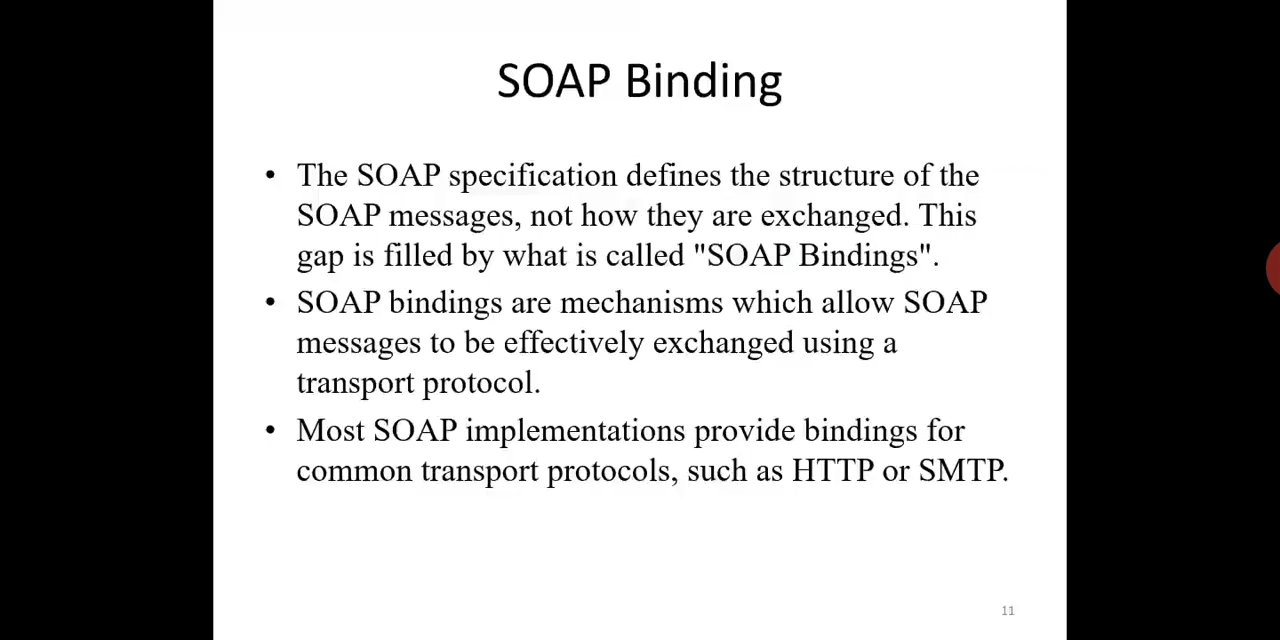 SOAP Binding
• The SOAP specification defines the structure of the
SOAP messages, not how they are exchanged. This
gap is filled by what is called "SOAP Bindings".
• SOAP bindings are mechanisms which allow SOAP
messages to be effectively exchanged using a
transport protocol.
• Most SOAP implementations provide bindings for
common transport protocols, such as HTTP or SMTP.
11